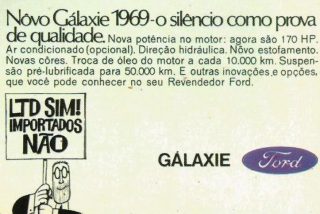 Nôvo Gálaxie 1969-o silêncio como prova
de qualidade. Nova potência no motor: agora são 170 HP.
Ar condicionado (opcional). Direção hidráulica. Nôvo estofamento.
Novas côres. Troca de óleo do motor a cada 10.000 km. Suspen-
são pré-lubrificada para 50.000 km. E outras inovações e opções,
que você pode conhecer no seu Revendedor Ford.
LTD SIM!
IMPORTADOS
NÃO
GÁLAXIE Ford